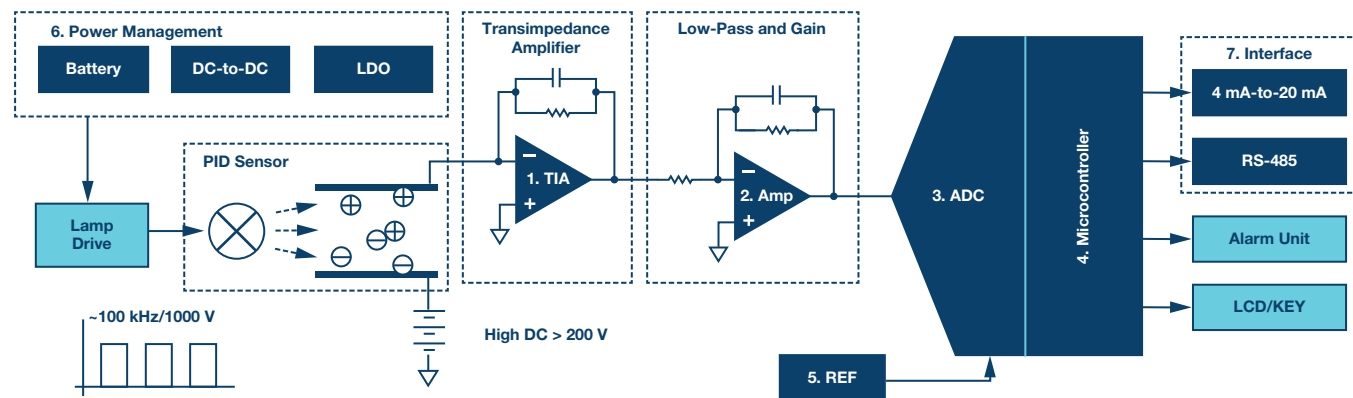 6. Power Management
Battery
DC-to-DC
LDO
Transimpedance
Amplifier
Low-Pass and Gain
7. Interface
4 mA-to-20 mA
RS-485
PID Sensor
1. TIA
2. Amp
3. ADC
4. Microcontroller
Lamp
Drive
Alarm Unit
LCD/KEY
~100 kHz/1000 V
High DC > 200 V
5. REF